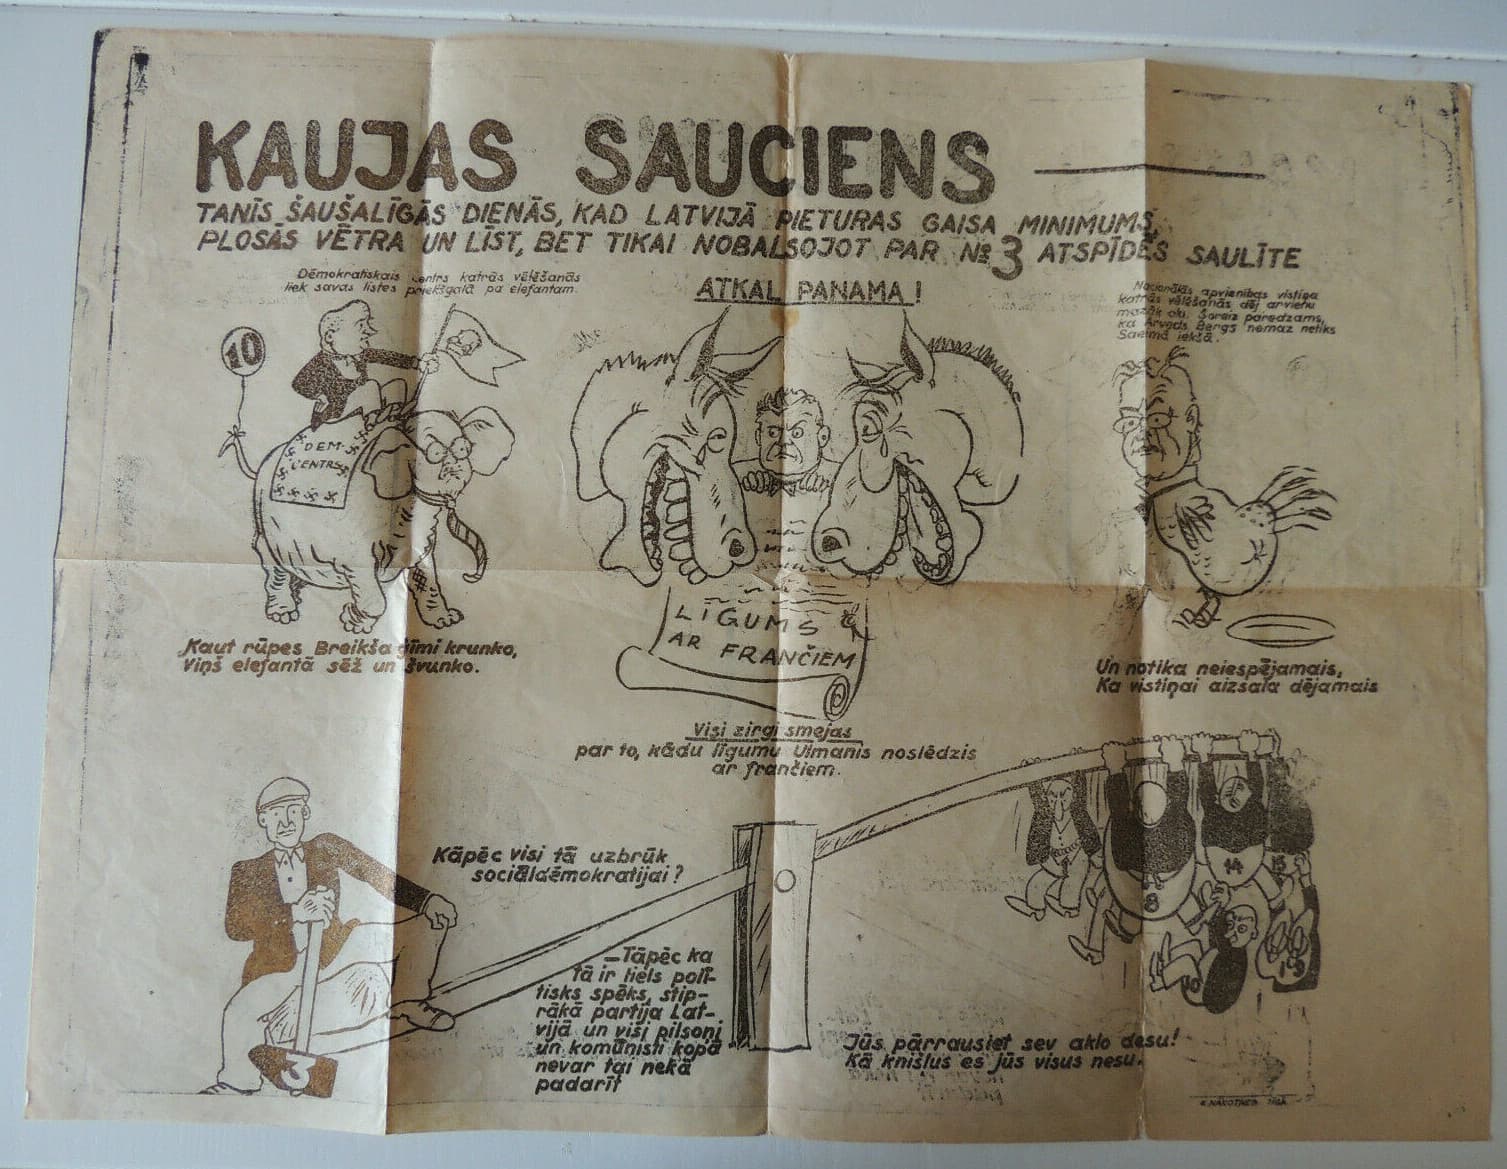 KAUJAS SAUCIENS
TANĪS ŠAUŠALĪGĀS DIENĀS, KAD LATVIJĀ PIETURAS GAISA MINIMUMS,
PLOSĀS VĒTRA UN LĪST, BET TIKAI NOBALSOJOT PAR № 3 ATSPĪDĒS SAULĪTE
Dēmokratiskais centrs katrās vēlēšanās
liek savas listes priekšgalā pa elefantam.
10
DEM.
CENTRS
Kaut rūpes Breikša ģīmi krunko,
Viņš elefantā sēž un švunko.
ATKAL PANAMA!
LĪGUMS
AR FRANČIEM
Visi zirgi smejas
par to, kādu līgumu Ulmanis noslēdzis
ar frančiem.
Nacionālās apvienības vistiņa
katrās vēlēšanās dēj arvienu
mazāk olu. Šoreiz paredzams,
ka Arveds Bergs nemaz netiks
Saeimā iekšā.
Un notika neiespējamais,
Ka vistiņai aizsala dējamais
Kāpēc visi tā uzbrūk
sociāldēmokratijai?
—Tāpēc ka
tā ir liels poli-
tisks spēks, stip-
rākā partija Lat-
vijā un visi pilsoņi
un komūnisti kopā
nevar tai nekā
padarīt
3
8
14
15
10
19
Jūs pārrausiet sev aklo desu!
Kā knišļus es jūs visus nesu.